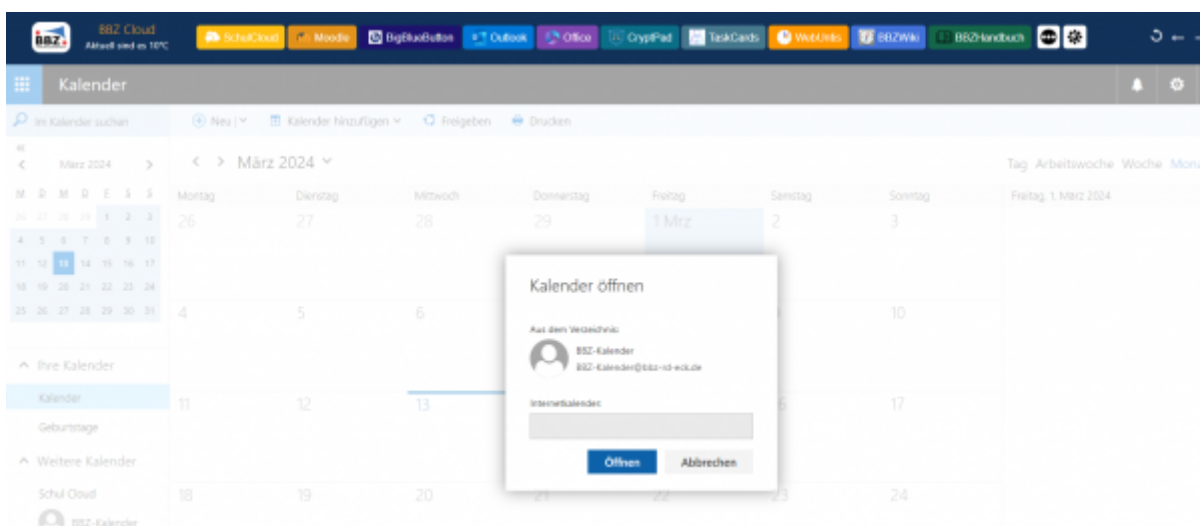 BBZ
BBZ Cloud
Aktuell sind es 10°C
SchulCloud Moodle BigBlueButton Outlook Office CryptPad TaskCards WebUntis BBZWiki BBZHandbuch
Kalender
Im Kalender suchen
Neu Kalender hinzufügen Freigeben Drucken
März 2024
März 2024
Tag Arbeitswoche Woche
M D M D F S S
26 27 28 29 1 2 3
4 5 6 7 8 9 10
11 12 13 14 15 16 17
18 19 20 21 22 23 24
25 26 27 28 29 30 31
Montag Dienstag Mittwoch Donnerstag Freitag Samstag Sonntag
Freitag, 1. März 2024
26 27 28 29 1 Mrz 2 3
4 5 6 10
11 12 13 17
18 19 20 21 22 23 24
Ihre Kalender
Kalender
Geburtstage
Weitere Kalender
Schul Cloud
BBZ-Kalender
Kalender öffnen
Aus dem Verzeichnis:
BBZ-Kalender
BBZ-Kalender@bbz-rd-eck.de
Internetkalender:
Öffnen Abbrechen